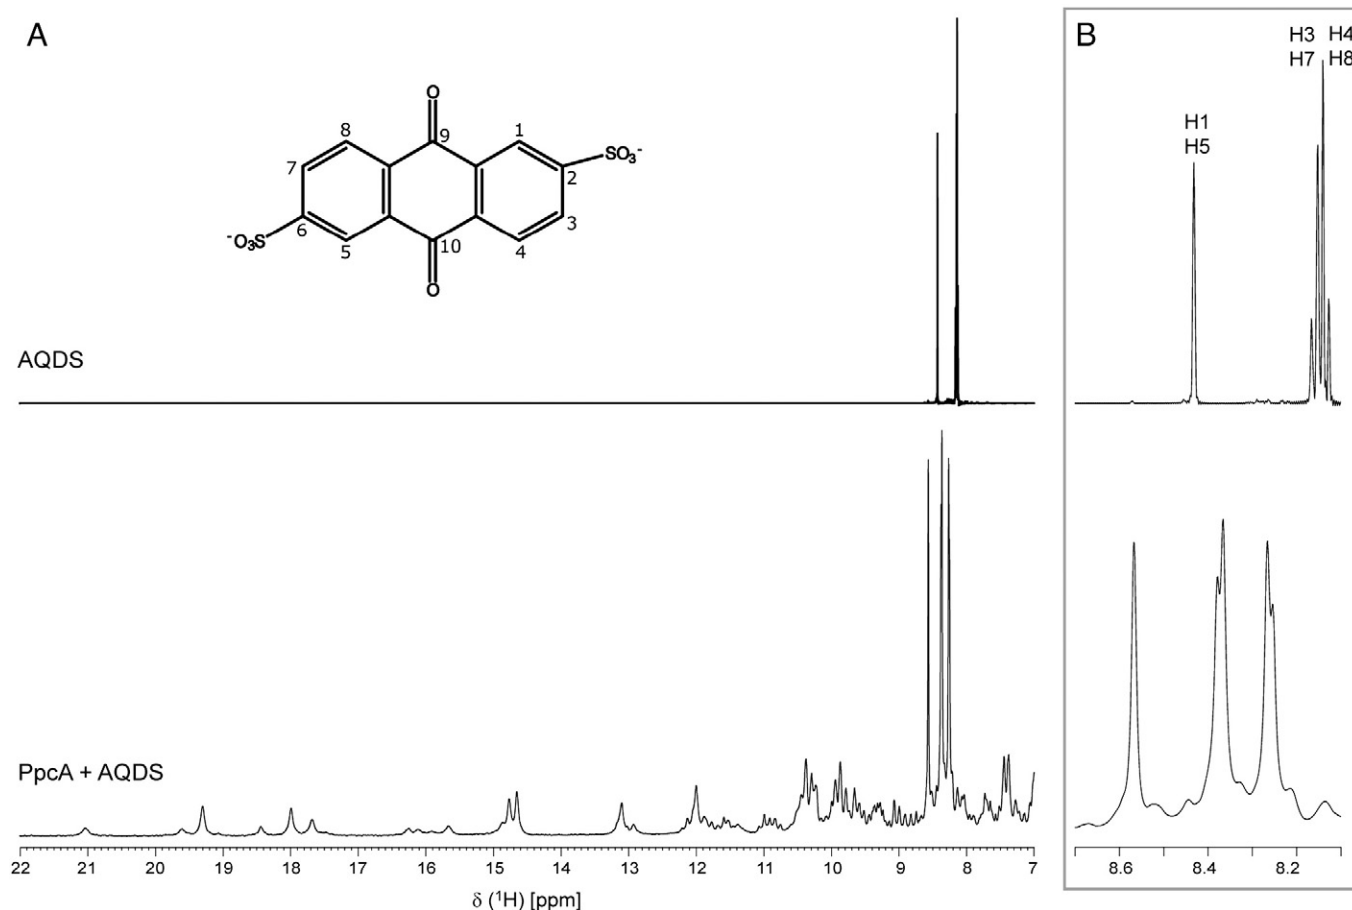 A
O
8
9
1
SO₃⁻
7
2
6
3
⁻O₃S
5
10
4
O
AQDS
PpcA + AQDS
22 21 20 19 18 17 16 15 14 13 12 11 10 9 8 7
δ (¹H) [ppm]
B
H3 H4
H7 H8
H1
H5
8.6 8.4 8.2